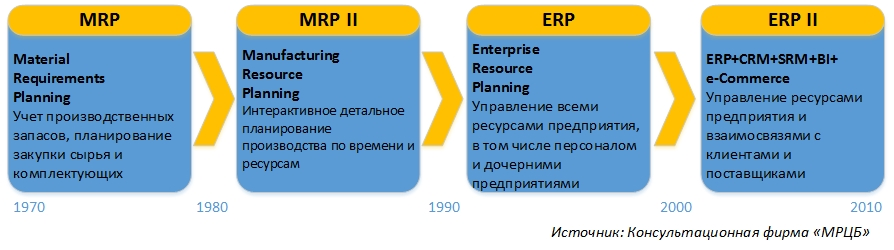 MRP
Material
Requirements
Planning
Учет производственных
запасов, планирование
закупки сырья и
комплектующих
MRP II
Manufacturing
Resource
Planning
Интерактивное детальное
планирование
производства по времени и
ресурсам
ERP
Enterprise
Resource
Planning
Управление всеми
ресурсами предприятия,
в том числе персоналом
и дочерними
предприятиями
ERP II
ERP+CRM+SRM+BI+
e-Commerce
Управление ресурсами
предприятия и
взаимосвязями с
клиентами и
поставщиками
1970
1980
1990
2000
2010
Источник: Консультационная фирма «МРЦБ»